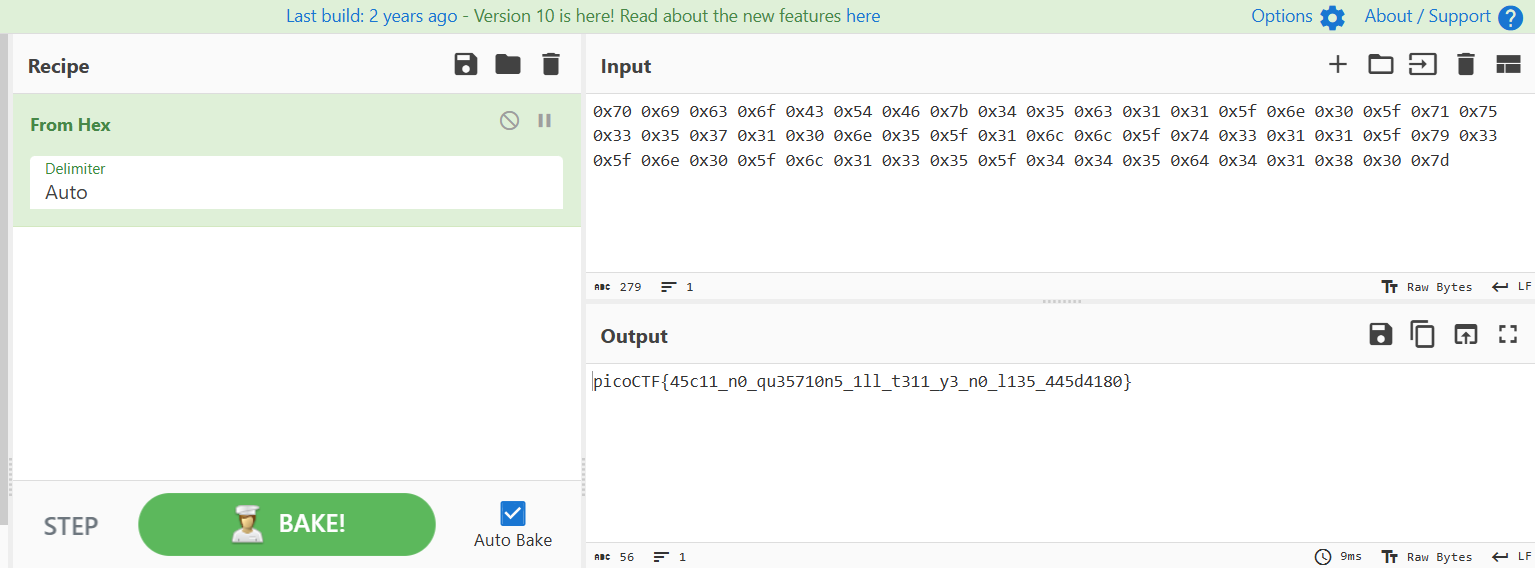 Last build: 2 years ago - Version 10 is here! Read about the new features here
Options
About / Support
?
Recipe
From Hex
Delimiter
Auto
STEP
BAKE!
Auto Bake
Input
0x70 0x69 0x63 0x6f 0x43 0x54 0x46 0x7b 0x34 0x35 0x63 0x31 0x31 0x5f 0x6e 0x30 0x5f 0x71 0x75
0x33 0x35 0x37 0x31 0x30 0x6e 0x35 0x5f 0x31 0x6c 0x6c 0x5f 0x74 0x33 0x31 0x31 0x5f 0x79 0x33
0x5f 0x6e 0x30 0x5f 0x6c 0x31 0x33 0x35 0x5f 0x34 0x34 0x35 0x64 0x34 0x31 0x38 0x30 0x7d
ABC 279 1
Raw Bytes LF
Output
picoCTF{45c11_n0_qu35710n5_1ll_t311_y3_n0_l135_445d4180}
ABC 56 1
9ms Raw Bytes LF